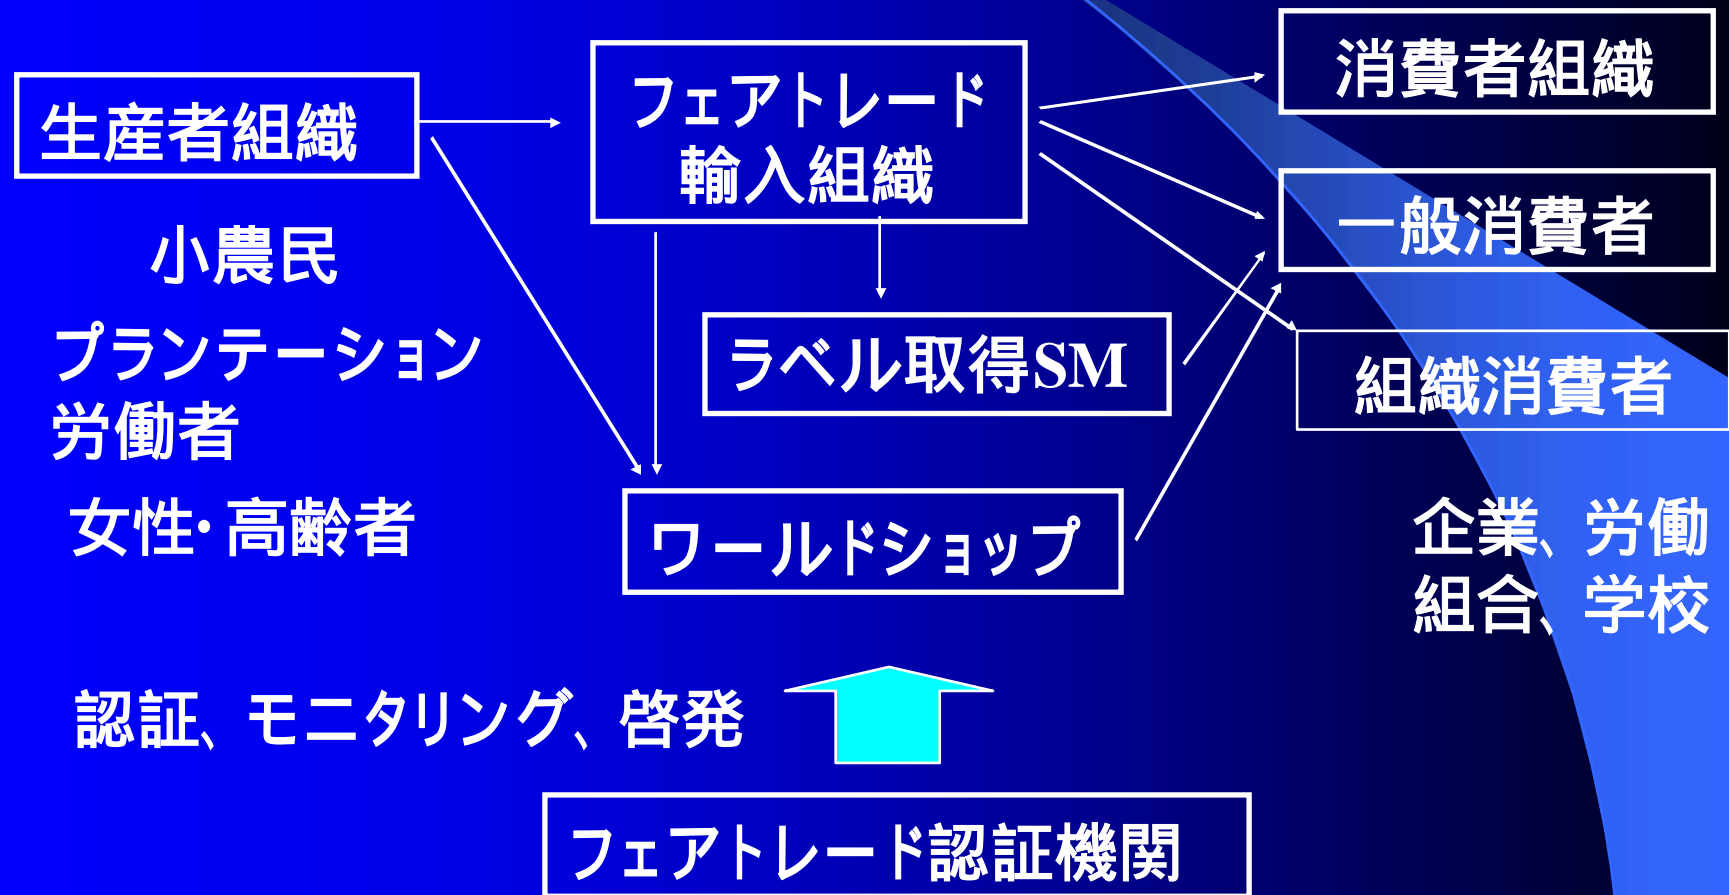 生産者組織
小農民
プランテーション
労働者
女性・高齢者
フェアトレード
輸入組織
ラベル取得SM
ワールドショップ
消費者組織
一般消費者
組織消費者
企業、労働
組合、学校
認証、モニタリング、啓発
フェアトレード認証機関